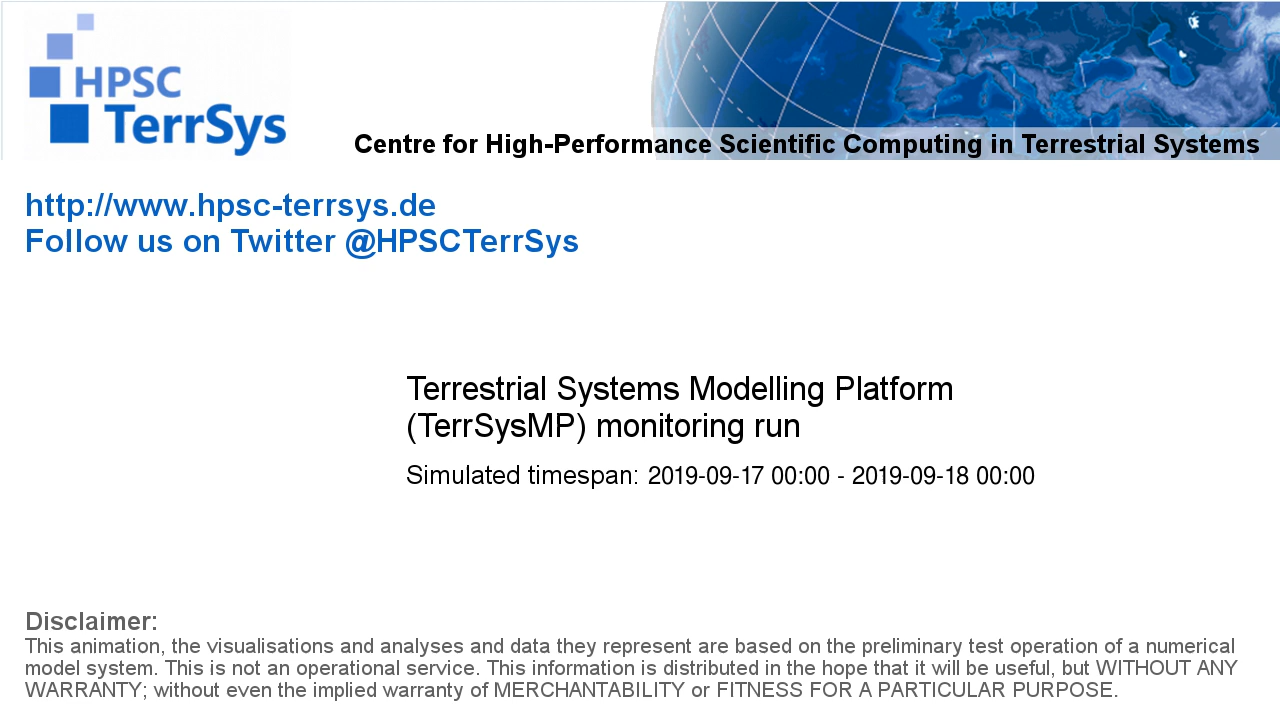 HPSC
TerrSys
Centre for High-Performance Scientific Computing in Terrestrial Systems
http://www.hpsc-terrsys.de
Follow us on Twitter @HPSCTerrSys
Terrestrial Systems Modelling Platform
(TerrSysMP) monitoring run
Simulated timespan: 2019-09-17 00:00 - 2019-09-18 00:00
Disclaimer:
This animation, the visualisations and analyses and data they represent are based on the preliminary test operation of a numerical
model system. This is not an operational service. This information is distributed in the hope that it will be useful, but WITHOUT ANY
WARRANTY; without even the implied warranty of MERCHANTABILITY or FITNESS FOR A PARTICULAR PURPOSE.